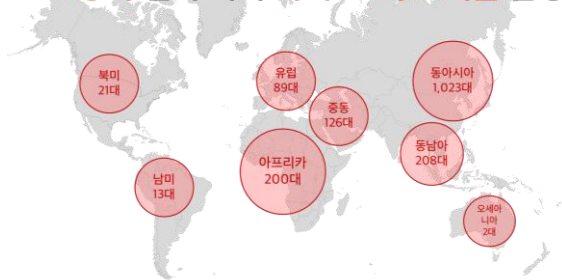 북미
21대
유럽
89대
동아시아
1,023대
중동
126대
아프리카
200대
동남아
208대
남미
13대
오세아
니아
2대